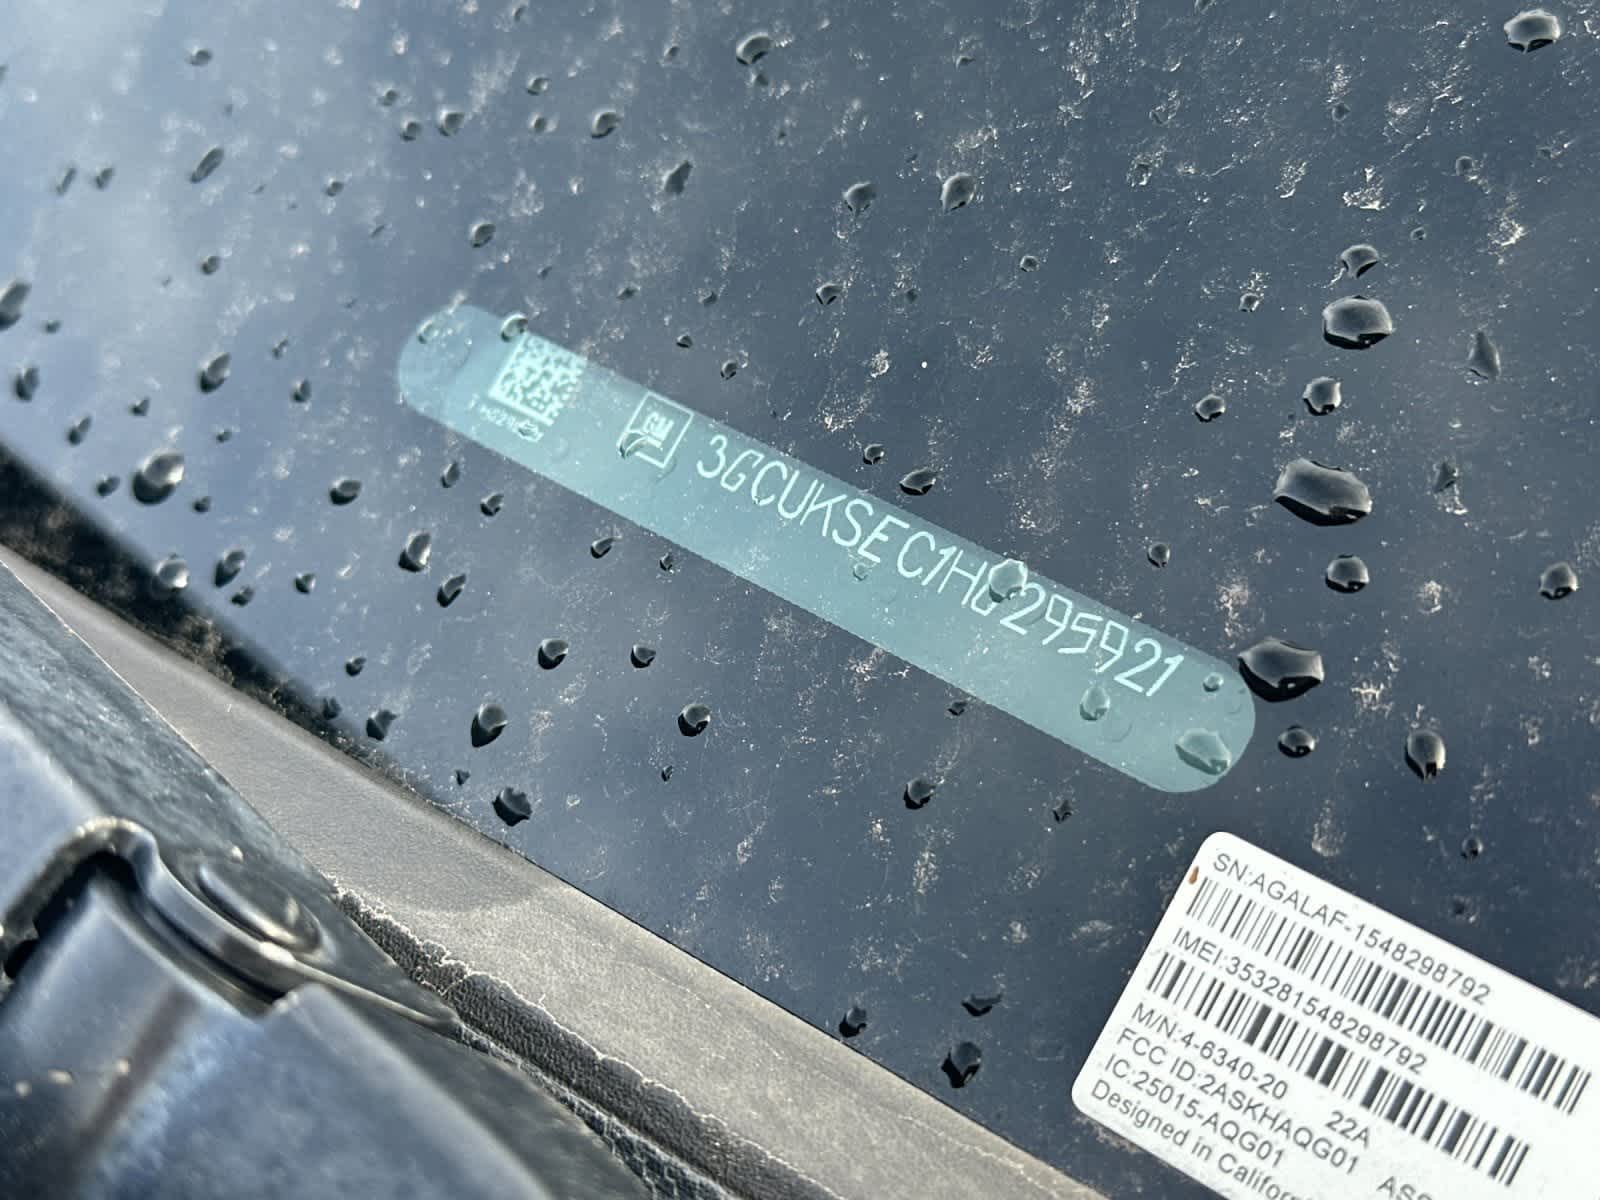 GM 3GCUKSEC1HG295921
SN:AGALAF-1548298792
IMEI:353281548298792
M/N:4-6340-20 22A
FCC ID:2ASKHAQG01
IC:25015-AQG01
Designed in